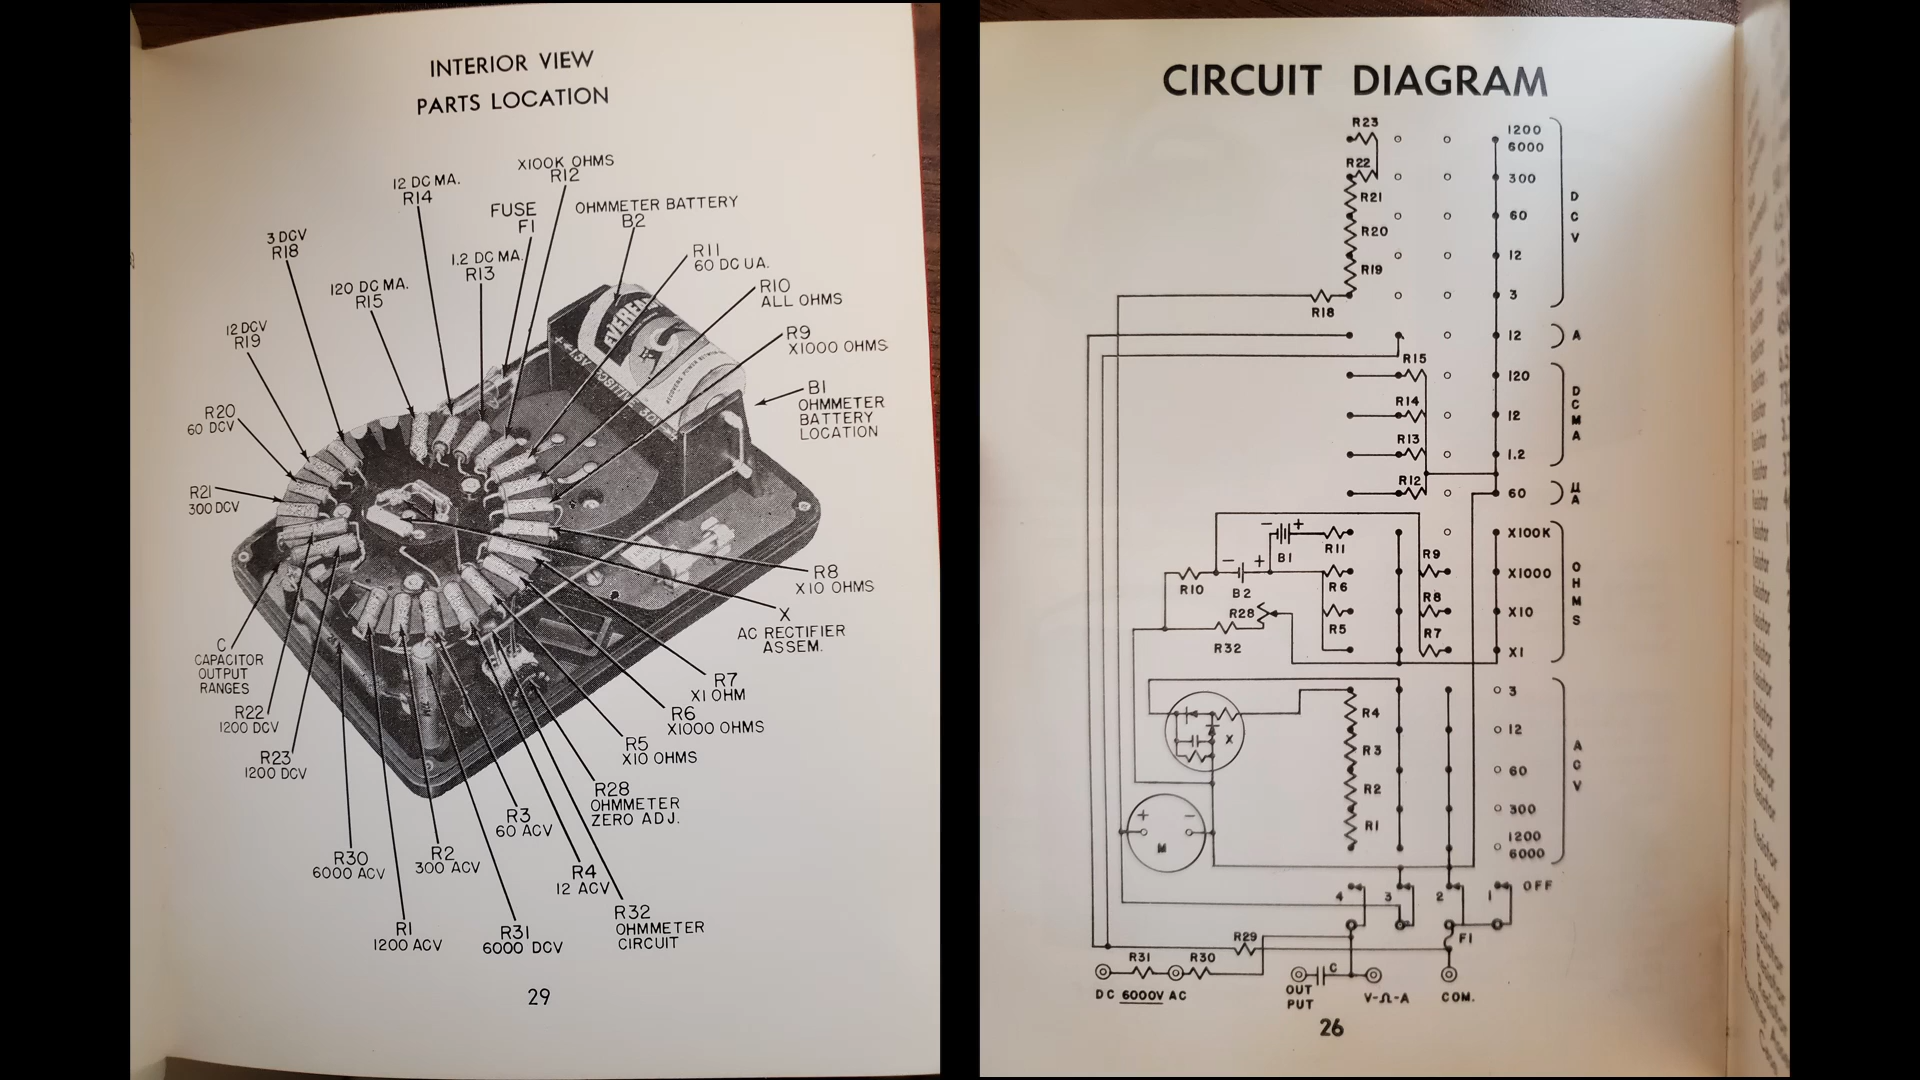 INTERIOR VIEW
PARTS LOCATION
X100K OHMS
R12
12 DC MA.
R14
FUSE
F1
OHMMETER BATTERY
B2
3 DCV
R18
1.2 DC MA.
R13
R11
60 DC UA.
120 DC MA.
R15
R10
ALL OHMS
12 DCV
R19
R9
X1000 OHMS
B1
OHMMETER
BATTERY
LOCATION
R20
60 DCV
R21
300 DCV
R8
X10 OHMS
X
AC RECTIFIER
ASSEM.
C
CAPACITOR
OUTPUT
RANGES
R7
X1 OHM
R22
1200 DCV
R6
X1000 OHMS
R23
1200 DCV
R5
X10 OHMS
R28
OHMMETER
ZERO ADJ.
R3
60 ACV
R30
6000 ACV
R2
300 ACV
R4
12 ACV
R1
1200 ACV
R31
6000 DCV
R32
OHMMETER
CIRCUIT
29
CIRCUIT DIAGRAM
R23
1200
6000
R22
300
R21
60
R20
12
R19
3
R18
DCV
12
A
R15
120
R14
12
R13
1.2
DCMA
R12
60
μA
- +
B1
R11
X100K
R9
- +
R10
B2
R6
X1000
R28
R8
X10
R32
R5
R7
X1
OHMS
3
R4
12
X
R3
60
R2
300
+ -
M
R1
1200
6000
ACV
4
3
2
1
OFF
R29
F1
R31
R30
C
DC 6000V AC
OUT
PUT
V-Ω-A
COM.
26